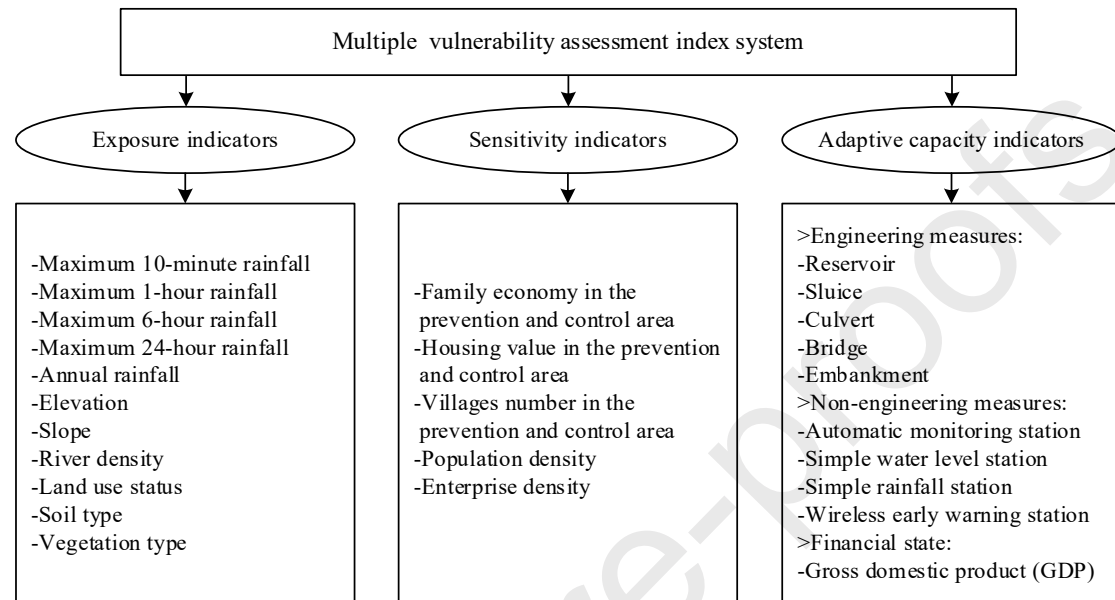 Multiple vulnerability assessment index system
Exposure indicators
Sensitivity indicators
Adaptive capacity indicators
-Maximum 10-minute rainfall
-Maximum 1-hour rainfall
-Maximum 6-hour rainfall
-Maximum 24-hour rainfall
-Annual rainfall
-Elevation
-Slope
-River density
-Land use status
-Soil type
-Vegetation type
-Family economy in the
prevention and control area
-Housing value in the prevention
and control area
-Villages number in the
prevention and control area
-Population density
-Enterprise density
>Engineering measures:
-Reservoir
-Sluice
-Culvert
-Bridge
-Embankment
>Non-engineering measures:
-Automatic monitoring station
-Simple water level station
-Simple rainfall station
-Wireless early warning station
>Financial state:
-Gross domestic product (GDP)
re-proofs